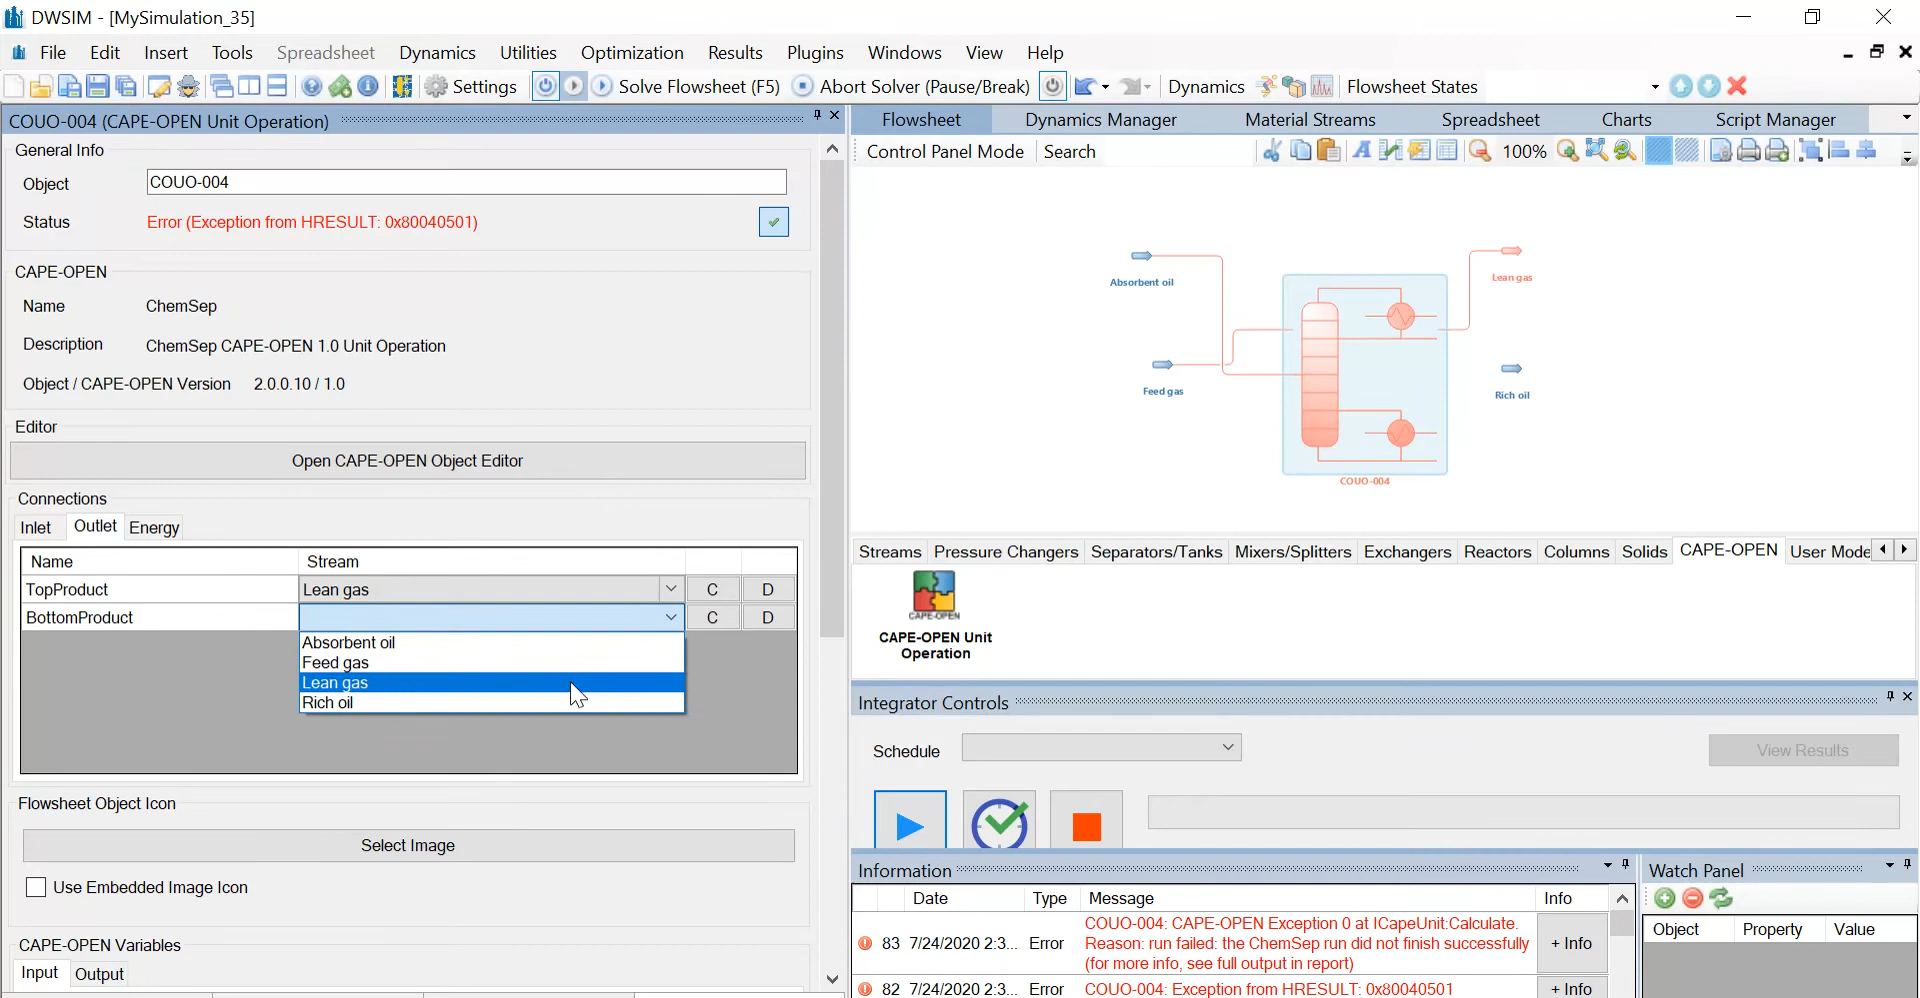 DWSIM - [MySimulation_35]
File Edit Insert Tools Spreadsheet Dynamics Utilities Optimization Results Plugins Windows View Help
Settings Solve Flowsheet (F5) Abort Solver (Pause/Break) Dynamics Flowsheet States
COUO-004 (CAPE-OPEN Unit Operation)
General Info
Object COUO-004
Status Error (Exception from HRESULT: 0x80040501)
CAPE-OPEN
Name ChemSep
Description ChemSep CAPE-OPEN 1.0 Unit Operation
Object / CAPE-OPEN Version 2.0.0.10 / 1.0
Editor
Open CAPE-OPEN Object Editor
Connections
Inlet Outlet Energy
Name Stream
TopProduct Lean gas C D
BottomProduct C D
Absorbent oil
Feed gas
Lean gas
Rich oil
Flowsheet Object Icon
Select Image
Use Embedded Image Icon
CAPE-OPEN Variables
Input Output
Flowsheet Dynamics Manager Material Streams Spreadsheet Charts Script Manager
Control Panel Mode Search 100%
Absorbent oil
Feed gas
Lean gas
Rich oil
COUO-004
Streams Pressure Changers Separators/Tanks Mixers/Splitters Exchangers Reactors Columns Solids CAPE-OPEN User Mode
CAPE-OPEN
CAPE-OPEN Unit
Operation
Integrator Controls
Schedule View Results
Information
Date Type Message Info
83 7/24/2020 2:3... Error COUO-004: CAPE-OPEN Exception 0 at ICapeUnit:Calculate.
Reason: run failed: the ChemSep run did not finish successfully
(for more info, see full output in report)
+ Info
82 7/24/2020 2:3... Error COUO-004: Exception from HRESULT: 0x80040501 + Info
Watch Panel
Object Property Value